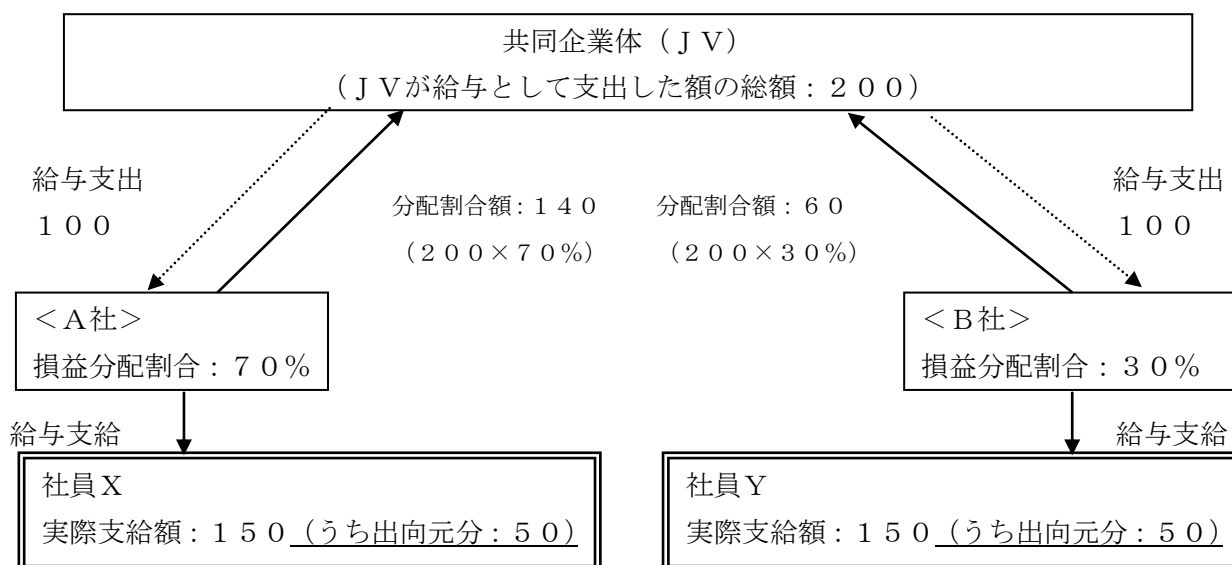 共同企業体（ＪＶ）
（ＪＶが給与として支出した額の総額：２００）
給与支出
１００
分配割合額：１４０
（２００×７０％）
分配割合額：６０
（２００×３０％）
給与支出
１００
＜Ａ社＞
損益分配割合：７０％
＜Ｂ社＞
損益分配割合：３０％
給与支給
給与支給
社員Ｘ
実際支給額：１５０（うち出向元分：５０）
社員Ｙ
実際支給額：１５０（うち出向元分：５０）